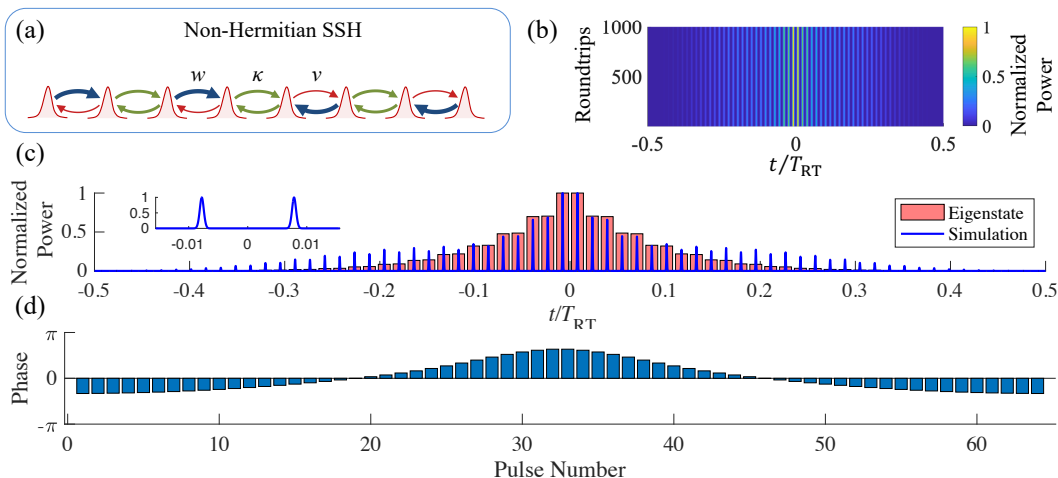 (a)
Non-Hermitian SSH
w κ v
(b)
Roundtrips
1000
500
-0.5 0 0.5
t/T_RT
1
0.5
0
Normalized
Power
(c)
Normalized
Power
1
0.5
0
1
0.5
0
-0.01 0 0.01
Eigenstate
Simulation
-0.5 -0.4 -0.3 -0.2 -0.1 0 0.1 0.2 0.3 0.4 0.5
t/T_RT
(d)
Phase
π
0
-π
0 10 20 30 40 50 60
Pulse Number